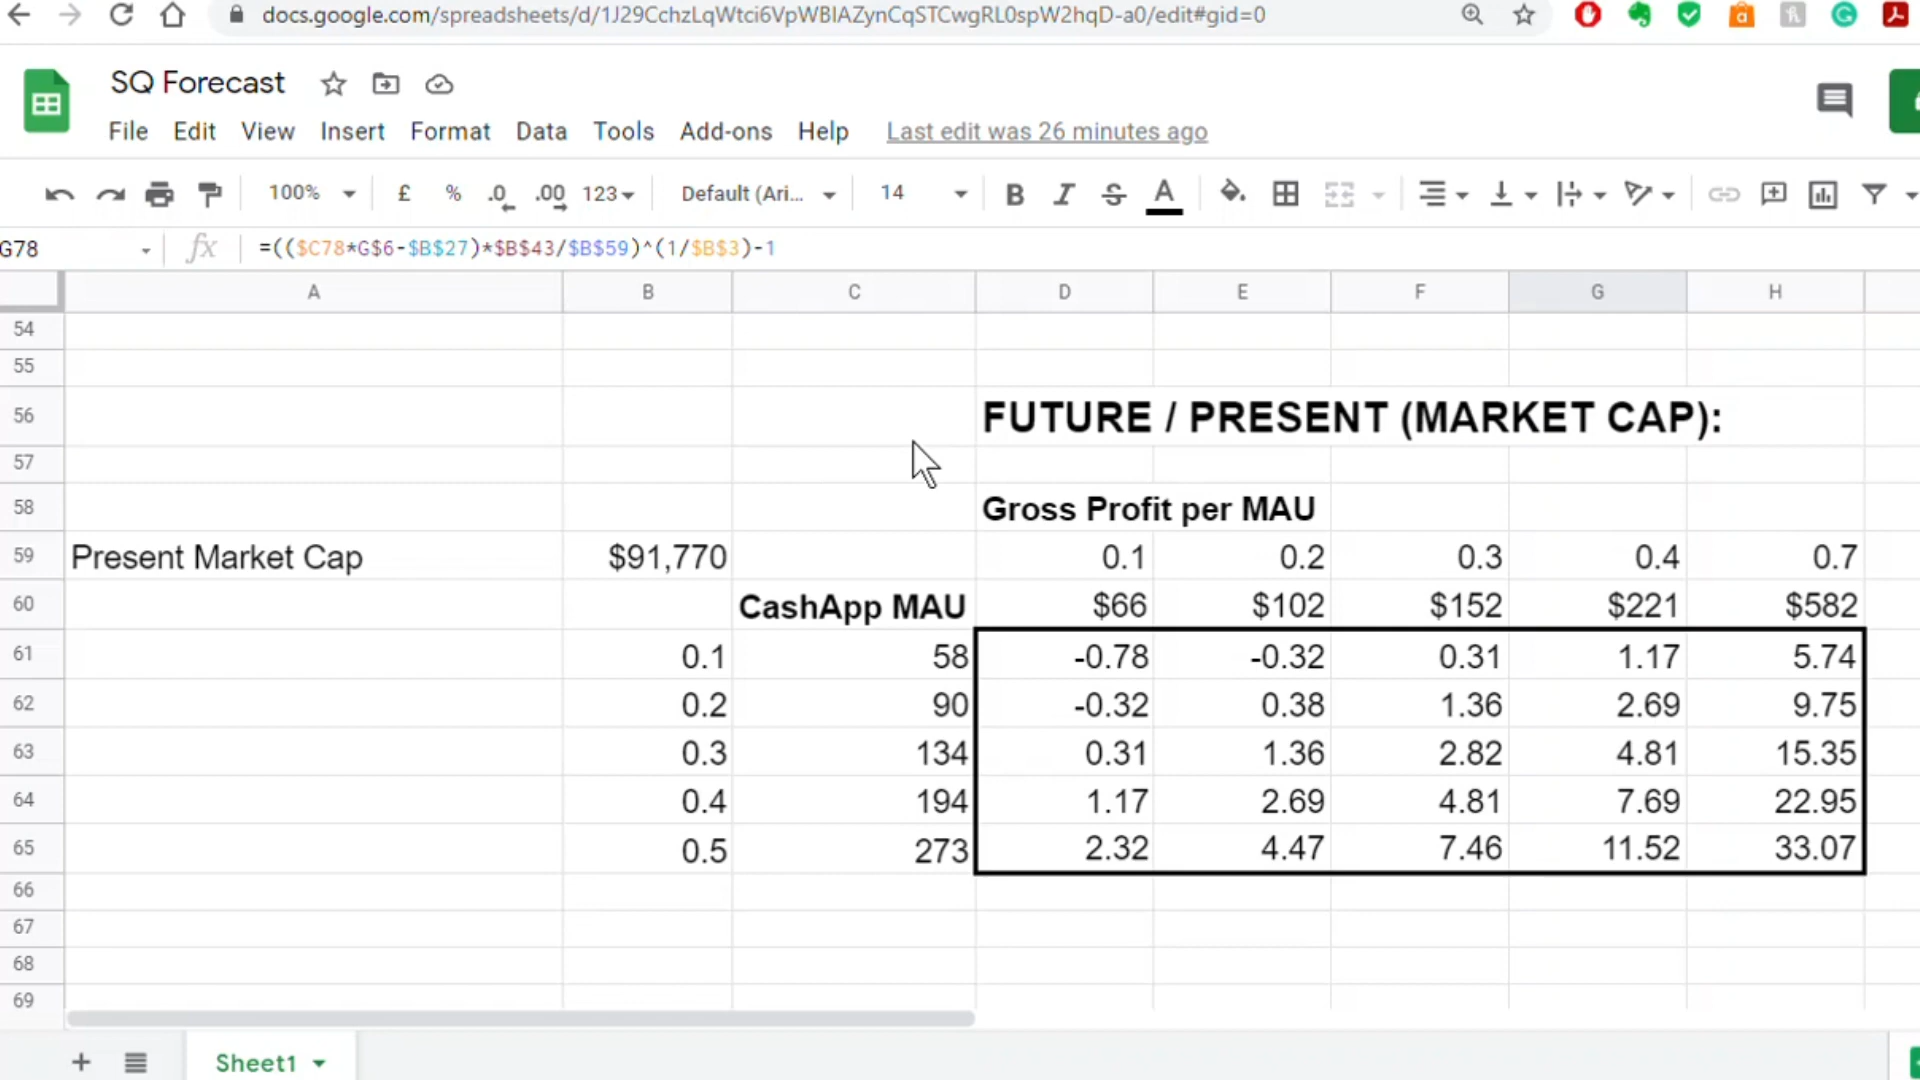 docs.google.com/spreadsheets/d/1J29CchzLqWtci6VpWBIAZynCqSTCwgRL0spW2hqD-a0/edit#gid=0
SQ Forecast
File Edit View Insert Format Data Tools Add-ons Help Last edit was 26 minutes ago
100% £ % .0 .00 123 Default (Ari... 14 B I S A
G78 fx =(($C78*G$6-$B$27)*$B$43/$B$59)^(1/$B$3)-1
A B C D E F G H
54
55
56 FUTURE / PRESENT (MARKET CAP):
57
58 Gross Profit per MAU
59 Present Market Cap $91,770 0.1 0.2 0.3 0.4 0.7
60 CashApp MAU $66 $102 $152 $221 $582
61 0.1 58 -0.78 -0.32 0.31 1.17 5.74
62 0.2 90 -0.32 0.38 1.36 2.69 9.75
63 0.3 134 0.31 1.36 2.82 4.81 15.35
64 0.4 194 1.17 2.69 4.81 7.69 22.95
65 0.5 273 2.32 4.47 7.46 11.52 33.07
66
67
68
69
Sheet1